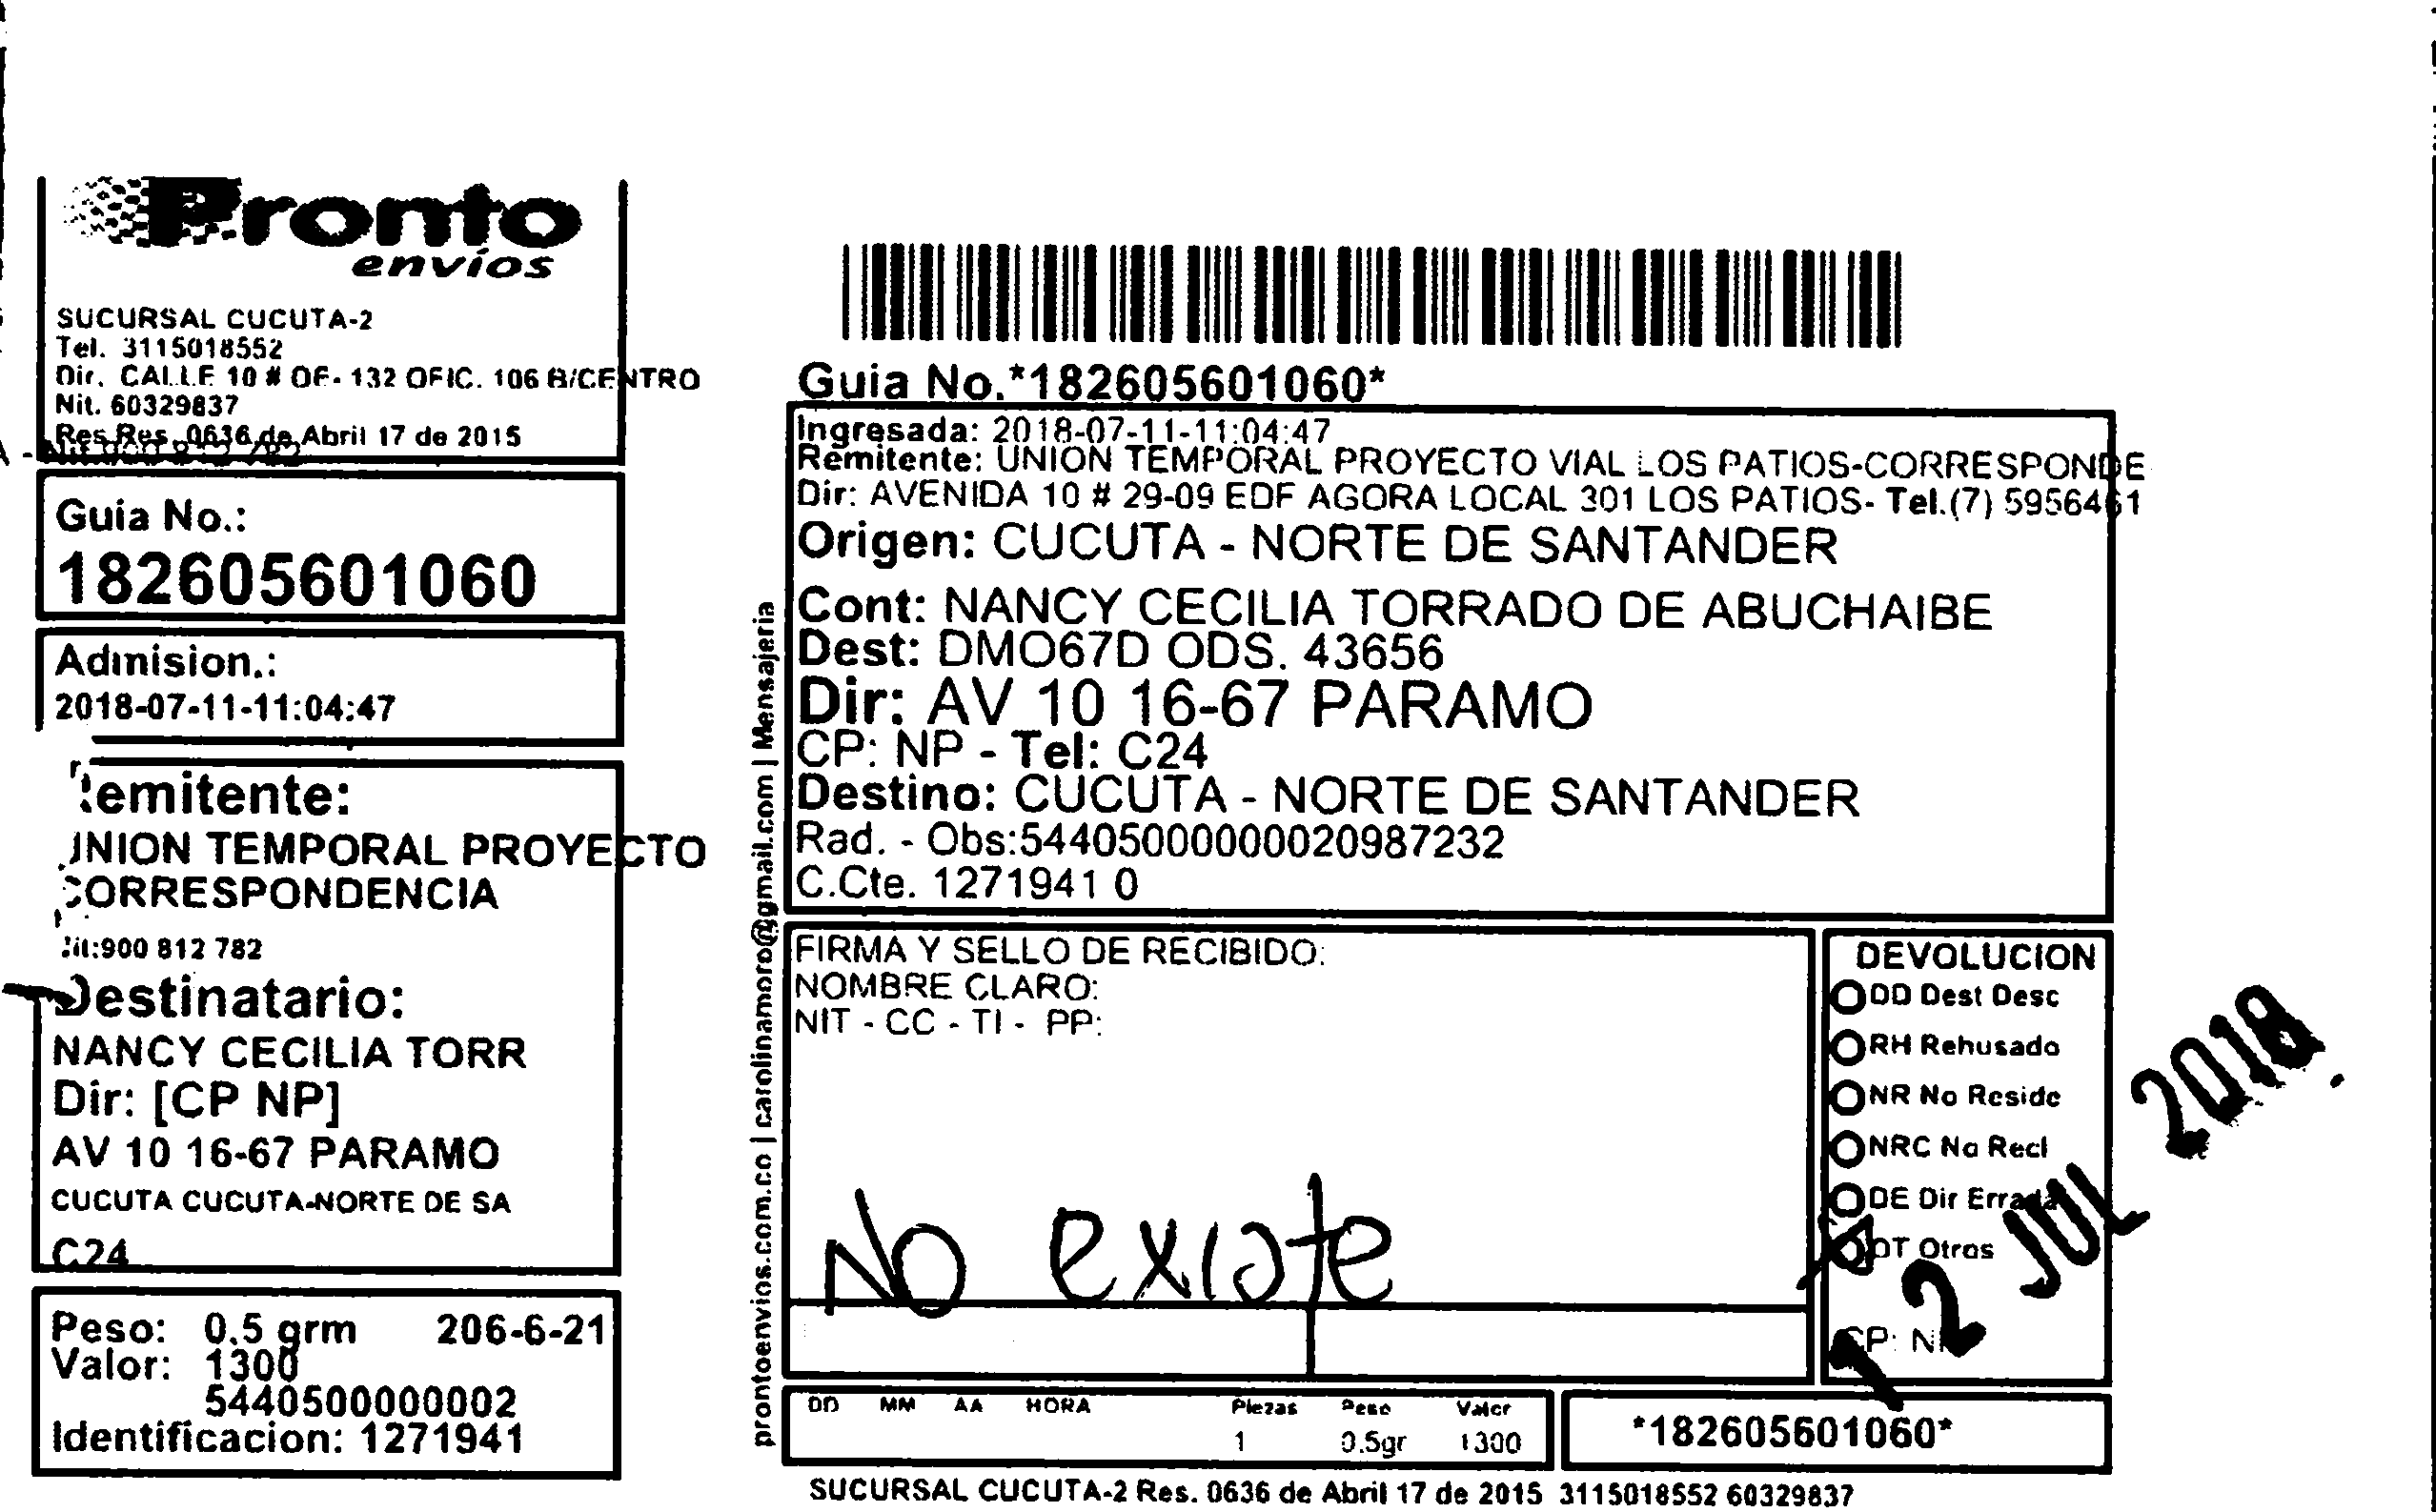 Pronto
envíos
SUCURSAL CUCUTA-2
Tel. 3115018552
Dir. CALLE 10 # OE- 132 OFIC. 106 B/CENTRO
Nit. 60329837
Res Res. 0636 de Abril 17 de 2015
Guia No.:
182605601060
Admision.:
2018-07-11-11:04:47
Remitente:
UNION TEMPORAL PROYECTO
CORRESPONDENCIA
Nit:900 812 782
Destinatario:
NANCY CECILIA TORR
Dir: [CP NP]
AV 10 16-67 PARAMO
CUCUTA CUCUTA-NORTE DE SA
C24
Peso: 0.5 grm 206-6-21
Valor: 1300
5440500000002
Identificacion: 1271941
prontoenvios.com.co | carolinamoro@gmail.com | Mensajeria
Guia No.*182605601060*
Ingresada: 2018-07-11-11:04:47
Remitente: UNION TEMPORAL PROYECTO VIAL LOS PATIOS-CORRESPONDE
Dir: AVENIDA 10 # 29-09 EDF AGORA LOCAL 301 LOS PATIOS- Tel.(7) 5956461
Origen: CUCUTA - NORTE DE SANTANDER
Cont: NANCY CECILIA TORRADO DE ABUCHAIBE
Dest: DMO67D ODS. 43656
Dir: AV 10 16-67 PARAMO
CP: NP - Tel: C24
Destino: CUCUTA - NORTE DE SANTANDER
Rad. - Obs:544050000000020987232
C.Cte. 1271941 0
FIRMA Y SELLO DE RECIBIDO:
NOMBRE CLARO:
NIT - CC - TI - PP:
No existe
DEVOLUCION
DD Dest Desc
RH Rehusado
NR No Reside
NRC No Recl
DE Dir Errada
OT Otros
CP: NP
12 JUL 2018
DD MM AA HORA Piezas Peso Valor
1 0.5gr 1300
*182605601060*
SUCURSAL CUCUTA-2 Res. 0636 de Abril 17 de 2015 3115018552 60329837